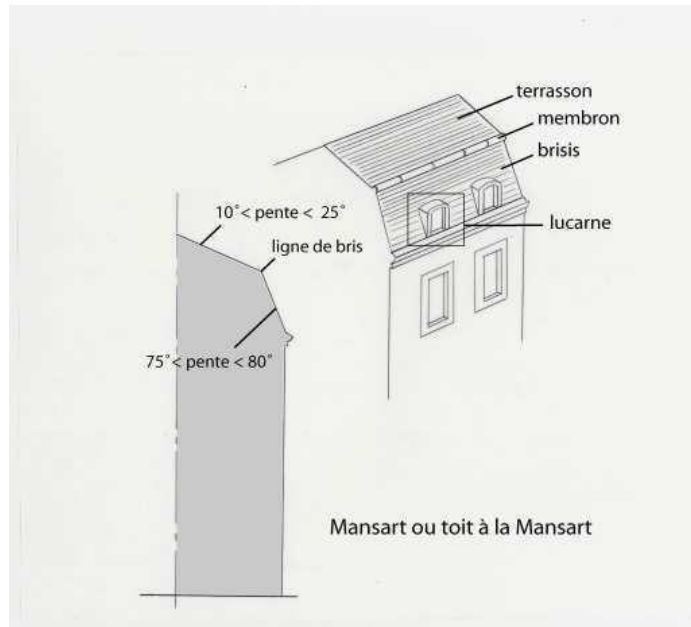 terrasson
membron
brisis
lucarne
10°< pente < 25°
ligne de bris
75°< pente < 80°
Mansart ou toit à la Mansart